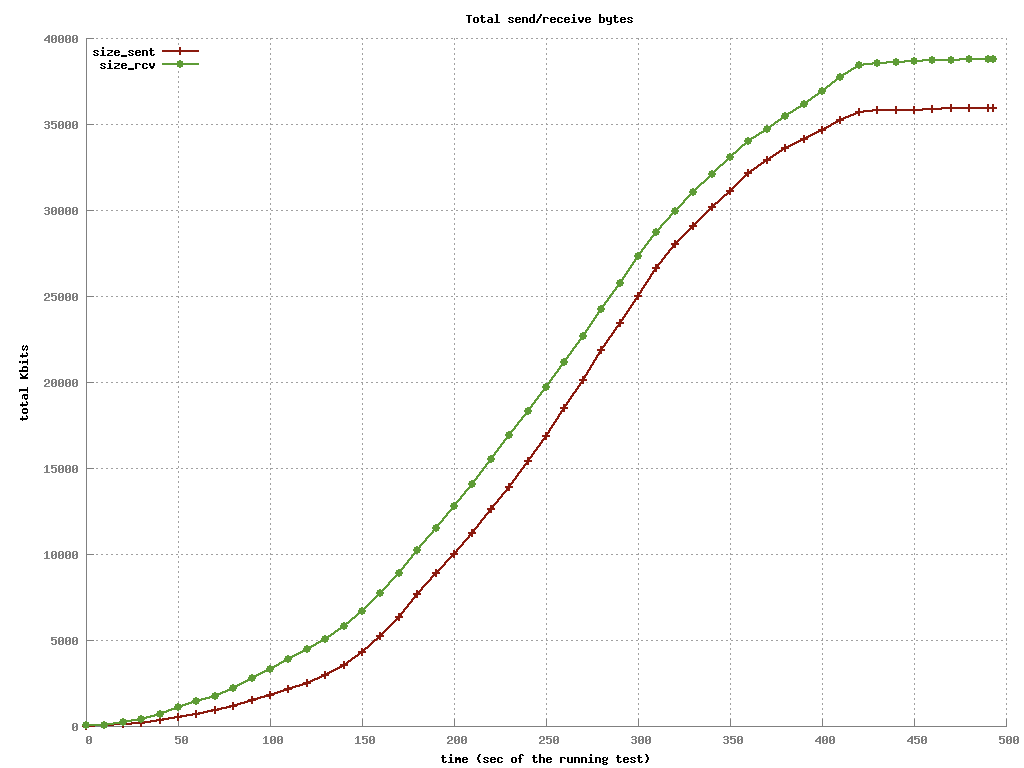 Total send/receive bytes
size_sent
size_rcv
40000
35000
30000
25000
20000
15000
10000
5000
0
total Kbits
0 50 100 150 200 250 300 350 400 450 500
time (sec of the running test)